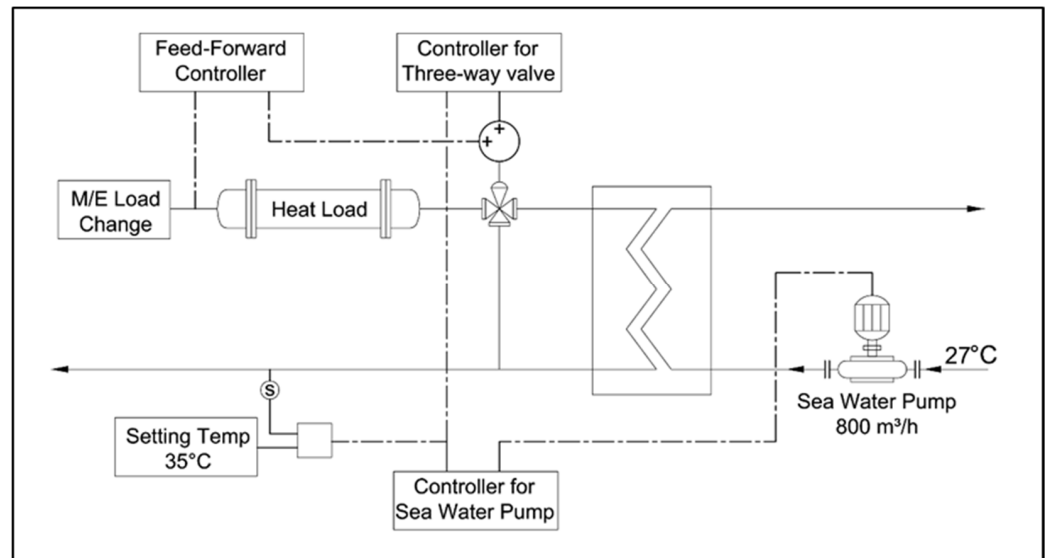 Feed-Forward
Controller
Controller for
Three-way valve
+
+
M/E Load
Change
Heat Load
27°C
Sea Water Pump
800 m³/h
S
Setting Temp
35°C
Controller for
Sea Water Pump